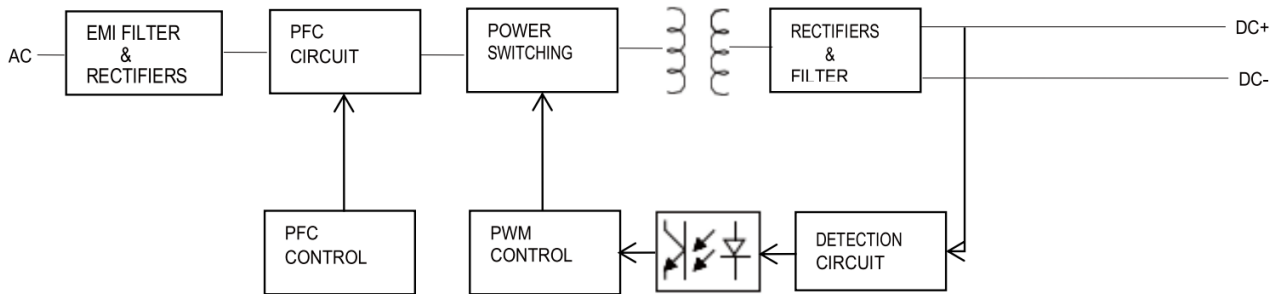 AC
EMI FILTER
&
RECTIFIERS
PFC
CIRCUIT
POWER
SWITCHING
RECTIFIERS
&
FILTER
DC+
DC-
PFC
CONTROL
PWM
CONTROL
DETECTION
CIRCUIT